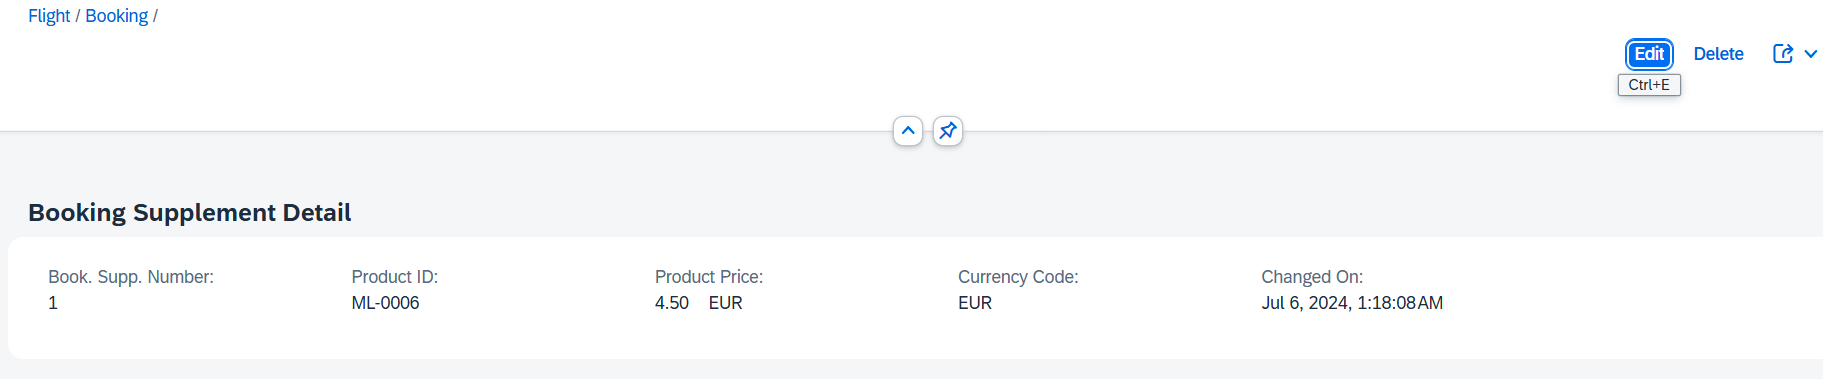 Flight / Booking /
Edit Delete
Ctrl+E
Booking Supplement Detail
Book. Supp. Number: Product ID: Product Price: Currency Code: Changed On:
1 ML-0006 4.50 EUR EUR Jul 6, 2024, 1:18:08 AM